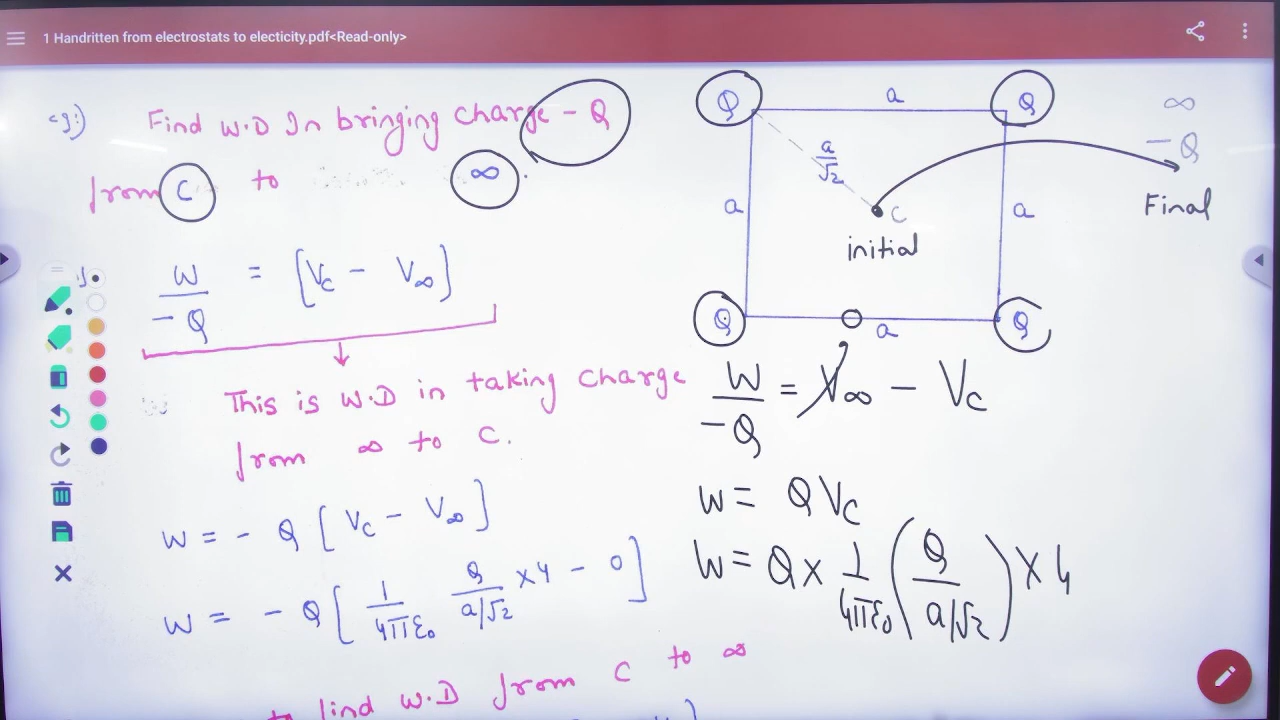 1 Handritten from electrostats to electicity.pdf<Read-only>
eg:) Find W.D In bringing charge - Q
from C to ∞.
W / -Q = [Vc - V∞]
This is W.D in taking charge
from ∞ to C.
W = - Q [Vc - V∞]
W = - Q [1/4πε₀ Q/a/√2 x4 - 0]
to find W.D from C to ∞
Q a Q
∞
- Q
a/√2
a C a
Final
initial
Q a Q
W / -Q = V∞ - Vc
W = QVc
W = Q x 1/4πε₀ (Q / a/√2) x 4